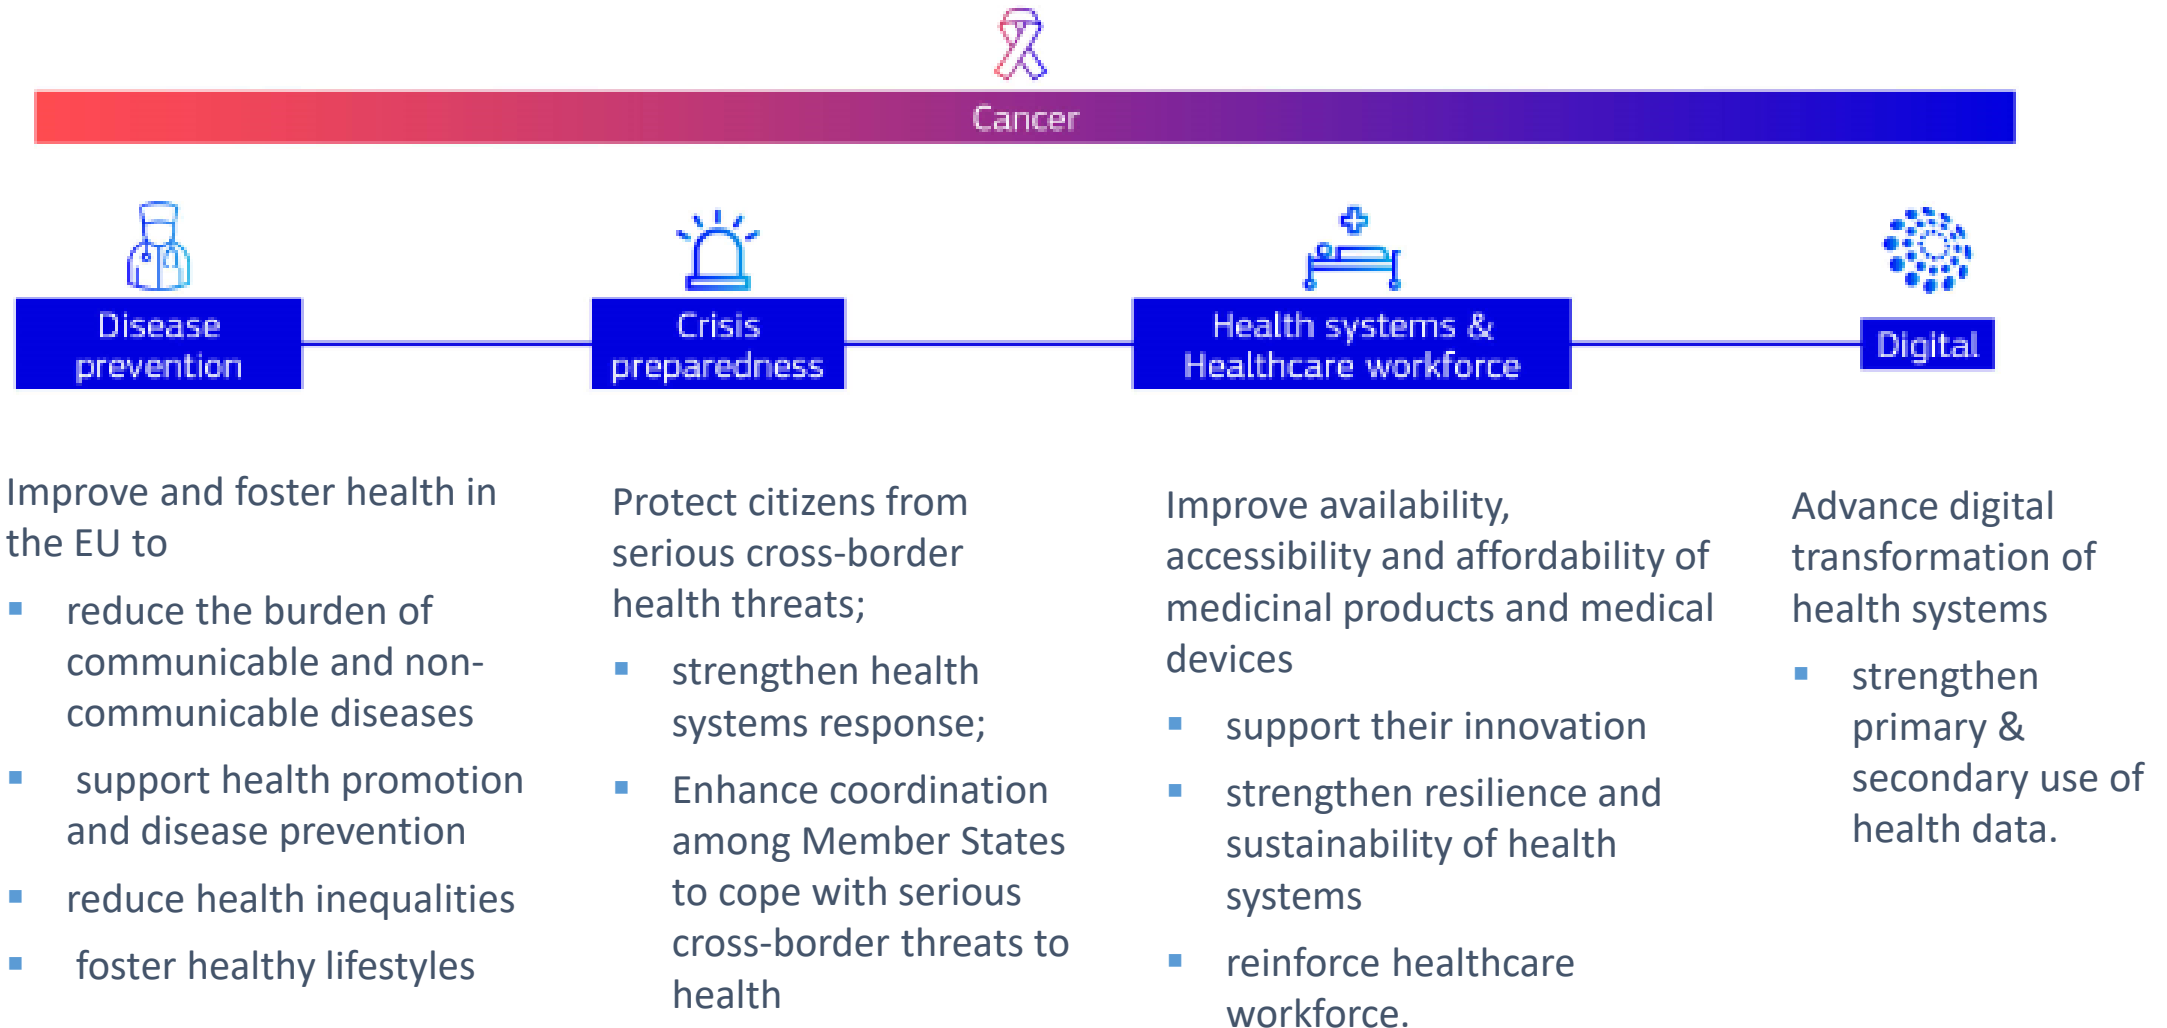 Cancer
Disease
prevention
Crisis
preparedness
Health systems &
Healthcare workforce
Digital
Improve and foster health in
the EU to
▪ reduce the burden of
communicable and non-
communicable diseases
▪ support health promotion
and disease prevention
▪ reduce health inequalities
▪ foster healthy lifestyles
Protect citizens from
serious cross-border
health threats;
▪ strengthen health
systems response;
▪ Enhance coordination
among Member States
to cope with serious
cross-border threats to
health
Improve availability,
accessibility and affordability of
medicinal products and medical
devices
▪ support their innovation
▪ strengthen resilience and
sustainability of health
systems
▪ reinforce healthcare
workforce.
Advance digital
transformation of
health systems
▪ strengthen
primary &
secondary use of
health data.